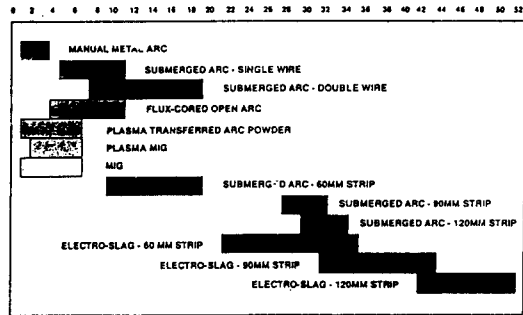 0 2 4 6 8 10 12 14 16 18 20 22 24 26 28 30 32 34 36 38 40 42 44 46 48 50 52
MANUAL METAL ARC
SUBMERGED ARC - SINGLE WIRE
SUBMERGED ARC - DOUBLE WIRE
FLUX-CORED OPEN ARC
PLASMA TRANSFERRED ARC POWDER
PLASMA MIG
MIG
SUBMERGED ARC - 60MM STRIP
SUBMERGED ARC - 90MM STRIP
SUBMERGED ARC - 120MM STRIP
ELECTRO-SLAG - 60 MM STRIP
ELECTRO-SLAG - 90MM STRIP
ELECTRO-SLAG - 120MM STRIP